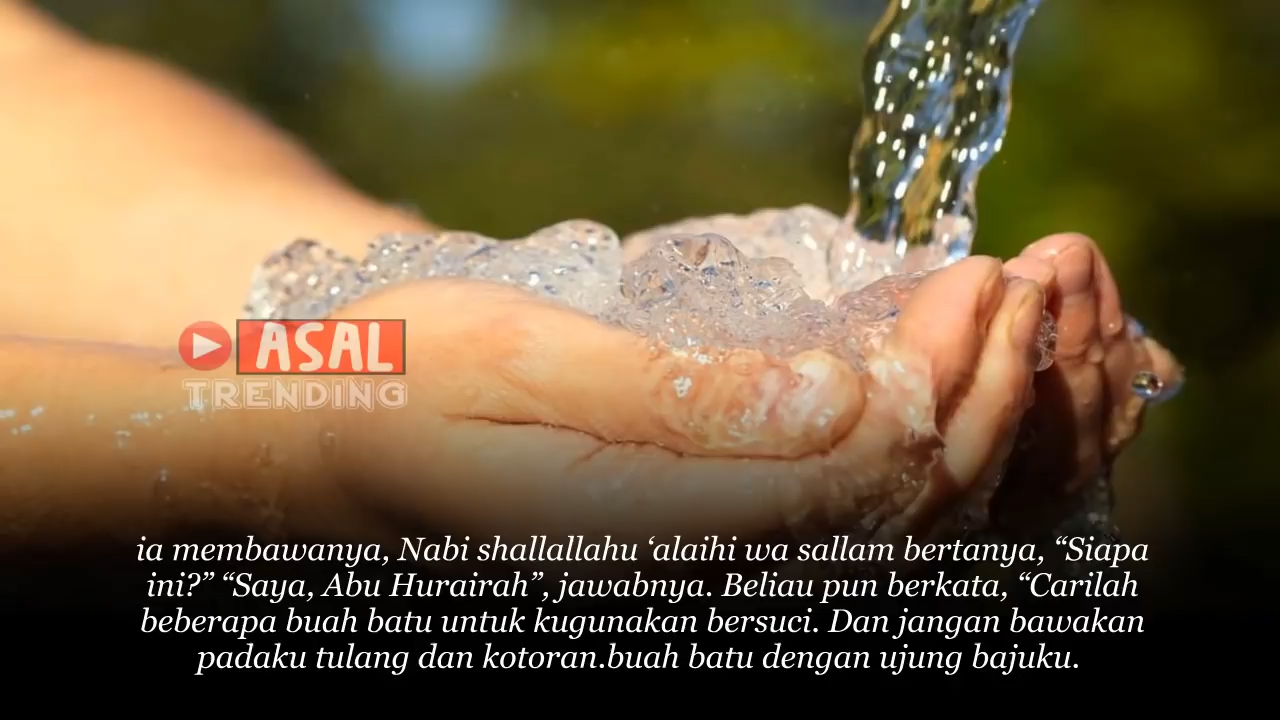 ASAL
TRENDING
ia membawanya, Nabi shallallahu ‘alaihi wa sallam bertanya, “Siapa
ini?” “Saya, Abu Hurairah”, jawabnya. Beliau pun berkata, “Carilah
beberapa buah batu untuk kugunakan bersuci. Dan jangan bawakan
padaku tulang dan kotoran.buah batu dengan ujung bajuku.